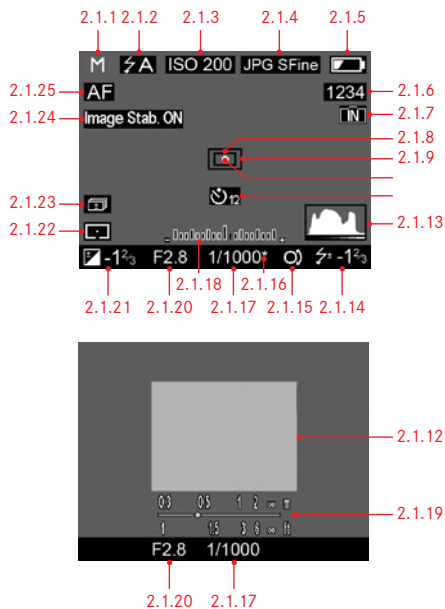 2.1.1 2.1.2 2.1.3 2.1.4 2.1.5
M A ISO 200 JPG SFine
2.1.25 AF 1234 2.1.6
2.1.24 Image Stab. ON IN 2.1.7
2.1.8
2.1.9
12
2.1.23
2.1.22 2.1.13
- +
2.1.18
-1 2/3 F2.8 1/1000* ± -1 2/3
2.1.16
2.1.21 2.1.20 2.1.17 2.1.15 2.1.14
2.1.12
0.3 0.5 1 2 ∞ m
2.1.19
1 1.5 3 6 ∞ ft
F2.8 1/1000
2.1.20 2.1.17